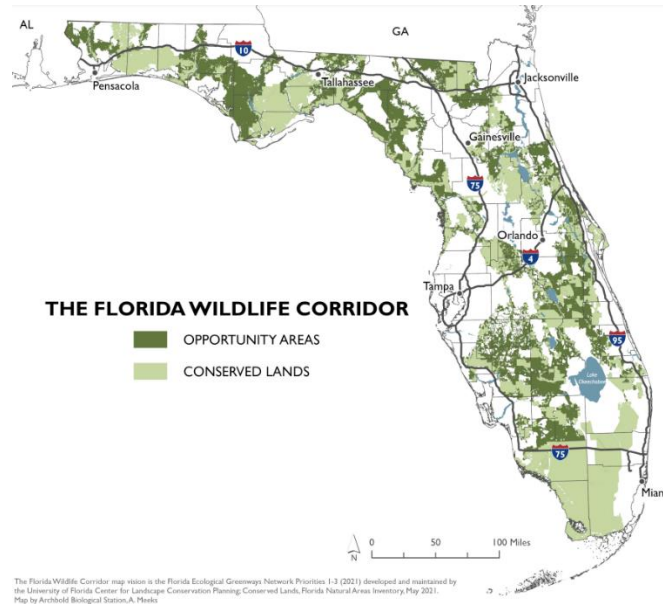 AL
GA
10
Pensacola
Tallahassee
Jacksonville
Gainesville
75
Orlando
4
Tampa
THE FLORIDA WILDLIFE CORRIDOR
OPPORTUNITY AREAS
CONSERVED LANDS
95
Lake
Okeechobee
75
Mian
N
0 50 100 Miles
The Florida Wildlife Corridor map vision is the Florida Ecological Greenways Network Priorities 1-3 (2021) developed and maintained by
the University of Florida Center for Landscape Conservation Planning; Conserved Lands, Florida Natural Areas Inventory, May 2021.
Map by Archbold Biological Station, A. Meeks